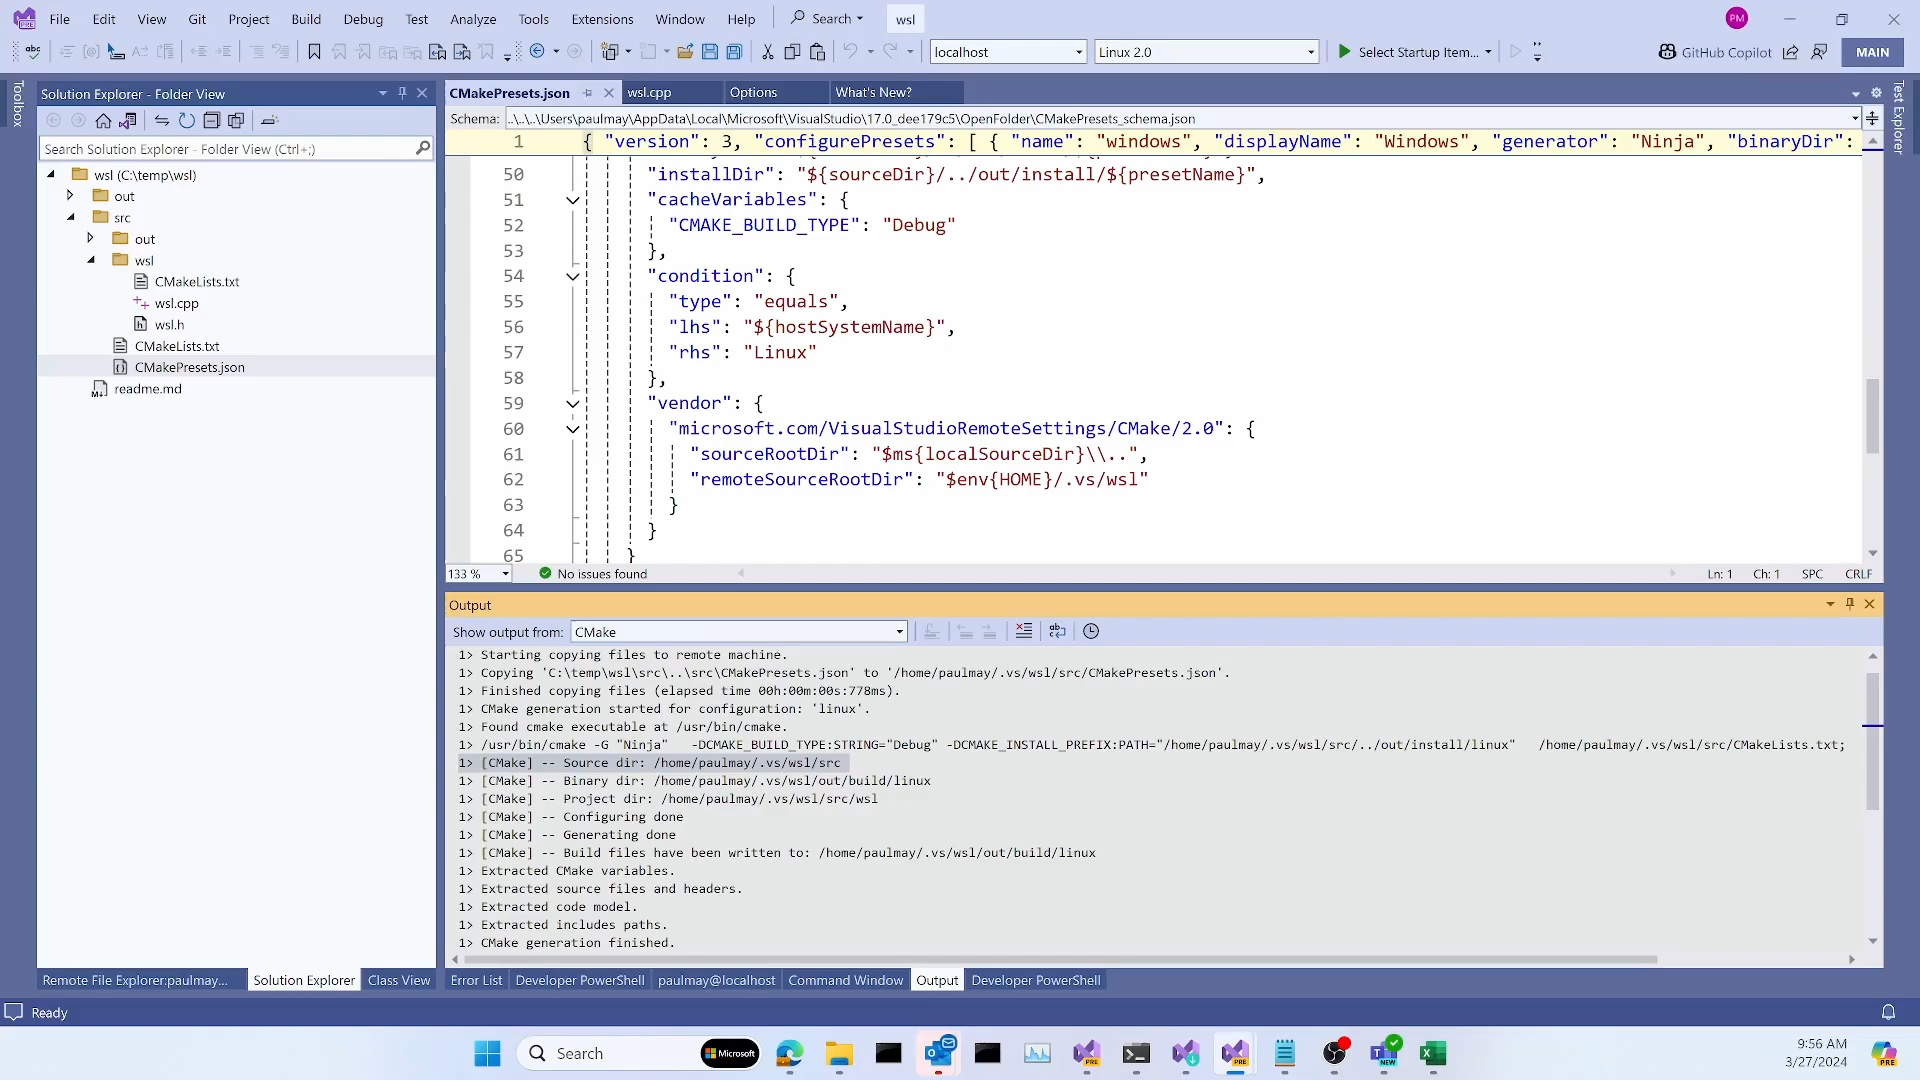 File Edit View Git Project Build Debug Test Analyze Tools Extensions Window Help Search wsl PM
localhost Linux 2.0 Select Startup Item... GitHub Copilot MAIN
Toolbox
Solution Explorer - Folder View
Search Solution Explorer - Folder View (Ctrl+;)
wsl (C:\temp\wsl)
out
src
out
wsl
CMakeLists.txt
wsl.cpp
wsl.h
CMakeLists.txt
CMakePresets.json
readme.md
Remote File Explorer:paulmay... Solution Explorer Class View
CMakePresets.json wsl.cpp Options What's New?
Schema: ..\..\..\Users\paulmay\AppData\Local\Microsoft\VisualStudio\17.0_dee179c5\OpenFolder\CMakePresets_schema.json
1 { "version": 3, "configurePresets": [ { "name": "windows", "displayName": "Windows", "generator": "Ninja", "binaryDir":
50 "installDir": "${sourceDir}/../out/install/${presetName}",
51 "cacheVariables": {
52 "CMAKE_BUILD_TYPE": "Debug"
53 },
54 "condition": {
55 "type": "equals",
56 "lhs": "${hostSystemName}",
57 "rhs": "Linux"
58 },
59 "vendor": {
60 "microsoft.com/VisualStudioRemoteSettings/CMake/2.0": {
61 "sourceRootDir": "$ms{localSourceDir}\\..",
62 "remoteSourceRootDir": "$env{HOME}/.vs/wsl"
63 }
64 }
65 }
133 % No issues found Ln: 1 Ch: 1 SPC CRLF
Test Explorer
Output
Show output from: CMake
1> Starting copying files to remote machine.
1> Copying 'C:\temp\wsl\src\..\src\CMakePresets.json' to '/home/paulmay/.vs/wsl/src/CMakePresets.json'.
1> Finished copying files (elapsed time 00h:00m:00s:778ms).
1> CMake generation started for configuration: 'linux'.
1> Found cmake executable at /usr/bin/cmake.
1> /usr/bin/cmake -G "Ninja" -DCMAKE_BUILD_TYPE:STRING="Debug" -DCMAKE_INSTALL_PREFIX:PATH="/home/paulmay/.vs/wsl/src/../out/install/linux" /home/paulmay/.vs/wsl/src/CMakeLists.txt;
1> [CMake] -- Source dir: /home/paulmay/.vs/wsl/src
1> [CMake] -- Binary dir: /home/paulmay/.vs/wsl/out/build/linux
1> [CMake] -- Project dir: /home/paulmay/.vs/wsl/src/wsl
1> [CMake] -- Configuring done
1> [CMake] -- Generating done
1> [CMake] -- Build files have been written to: /home/paulmay/.vs/wsl/out/build/linux
1> Extracted CMake variables.
1> Extracted source files and headers.
1> Extracted code model.
1> Extracted includes paths.
1> CMake generation finished.
Error List Developer PowerShell paulmay@localhost Command Window Output Developer PowerShell
Ready
Search Microsoft PRE PRE NEW PRE
9:56 AM
3/27/2024